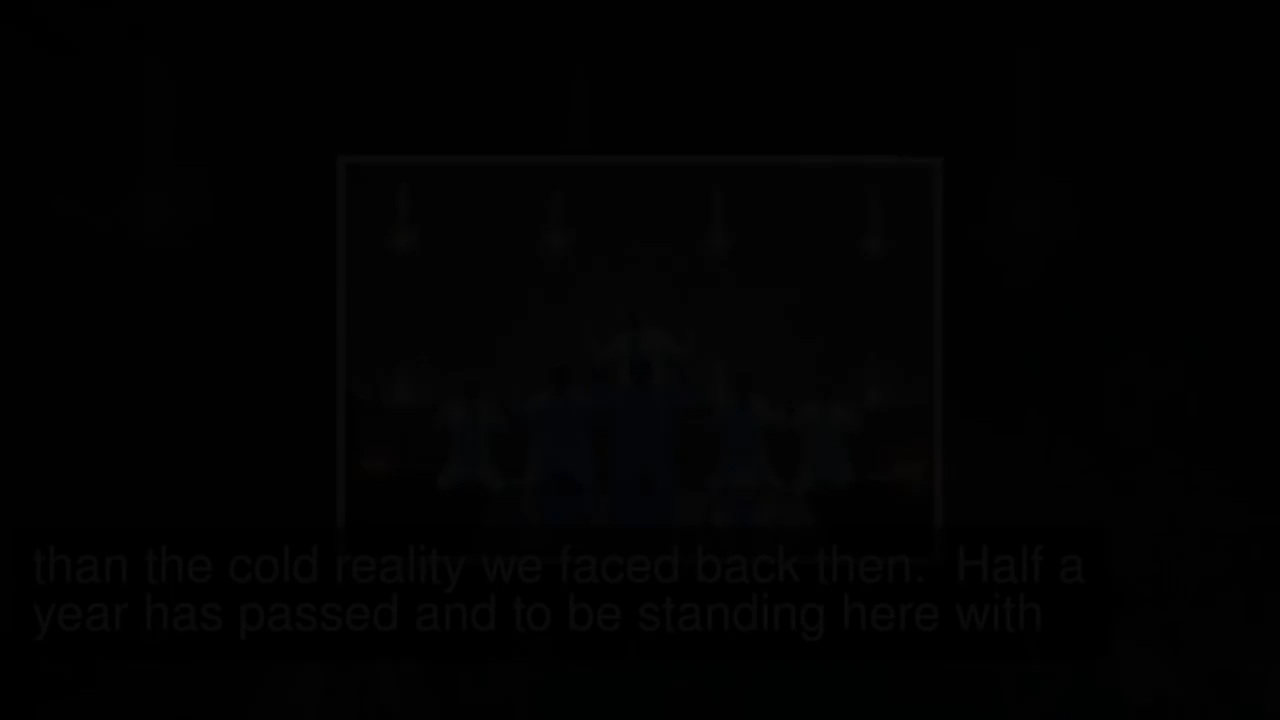 than the cold reality we faced back then.  Half a
year has passed and to be standing here with